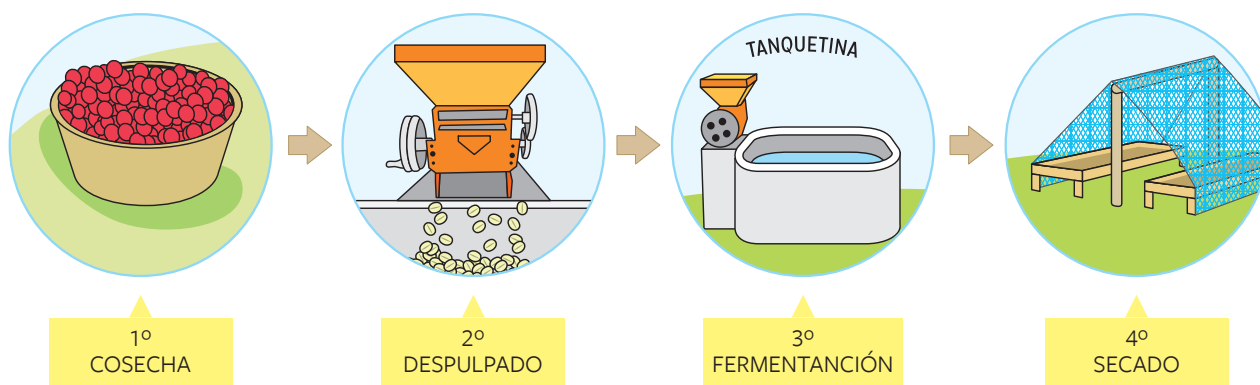 TANQUETINA
1º
COSECHA
2º
DESPULPADO
3º
FERMENTANCIÓN
4º
SECADO